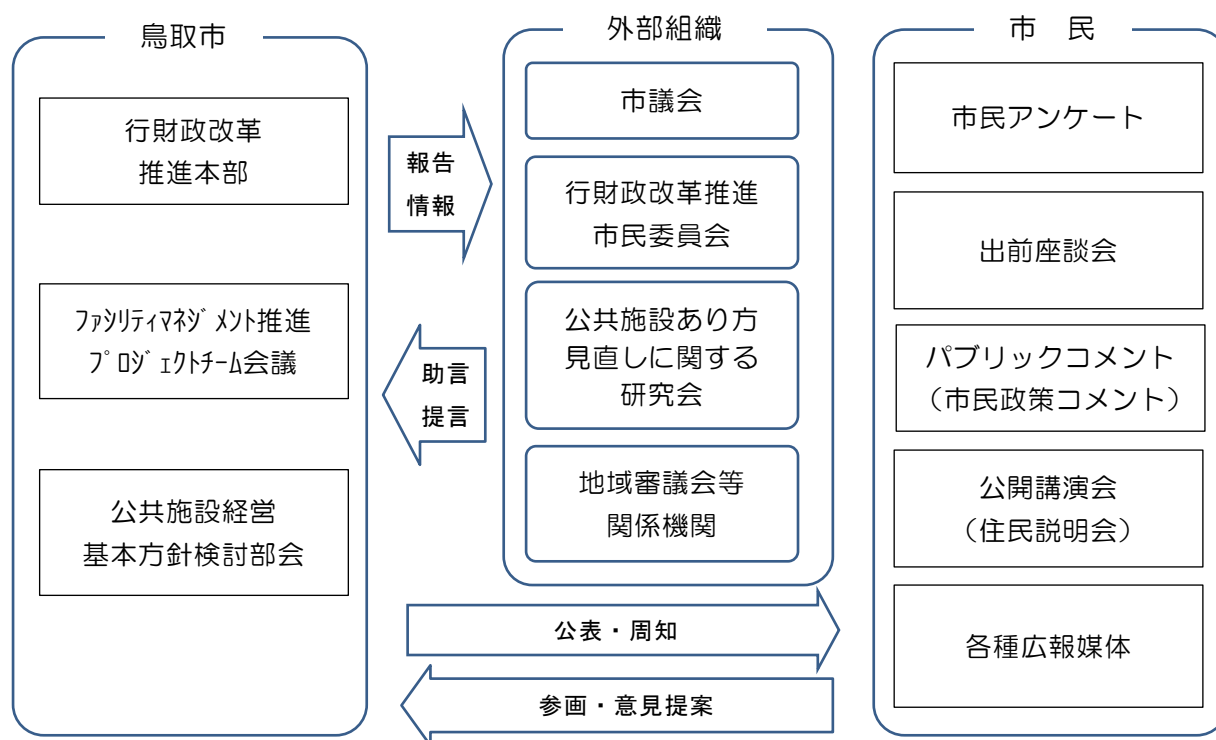 鳥取市
行財政改革
推進本部
ﾌｧｼﾘﾃｨﾏﾈｼﾞﾒﾝﾄ推進
ﾌﾟﾛｼﾞｪｸﾄﾁｰﾑ会議
公共施設経営
基本方針検討部会
報告
情報
助言
提言
外部組織
市議会
行財政改革推進
市民委員会
公共施設あり方
見直しに関する
研究会
地域審議会等
関係機関
市　民
市民アンケート
出前座談会
パブリックコメント
（市民政策コメント）
公開講演会
（住民説明会）
各種広報媒体
公表・周知
参画・意見提案